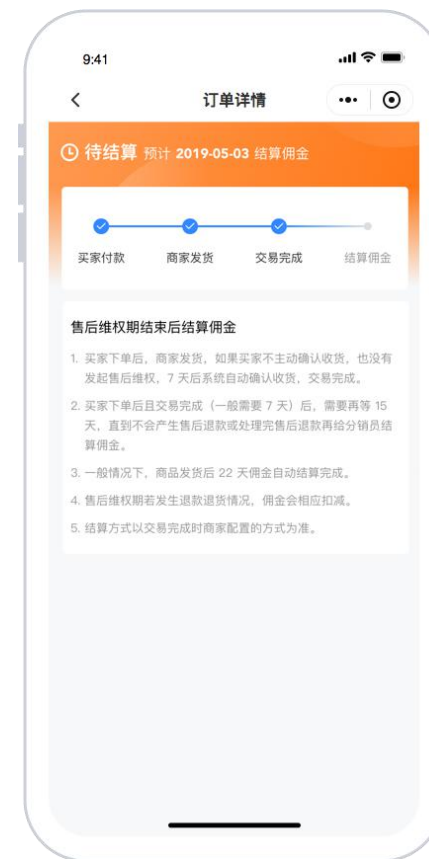 9:41
订单详情
待结算 预计 2019-05-03 结算佣金
买家付款 商家发货 交易完成 结算佣金
售后维权期结束后结算佣金
1. 买家下单后，商家发货，如果买家不主动确认收货，也没有
发起售后维权，7 天后系统自动确认收货，交易完成。
2. 买家下单后且交易完成（一般需要 7 天）后，需要再等 15
天，直到不会产生售后退款或处理完售后退款再给分销员结
算佣金。
3. 一般情况下，商品发货后 22 天佣金自动结算完成。
4. 售后维权期若发生退款退货情况，佣金会相应扣减。
5. 结算方式以交易完成时商家配置的方式为准。